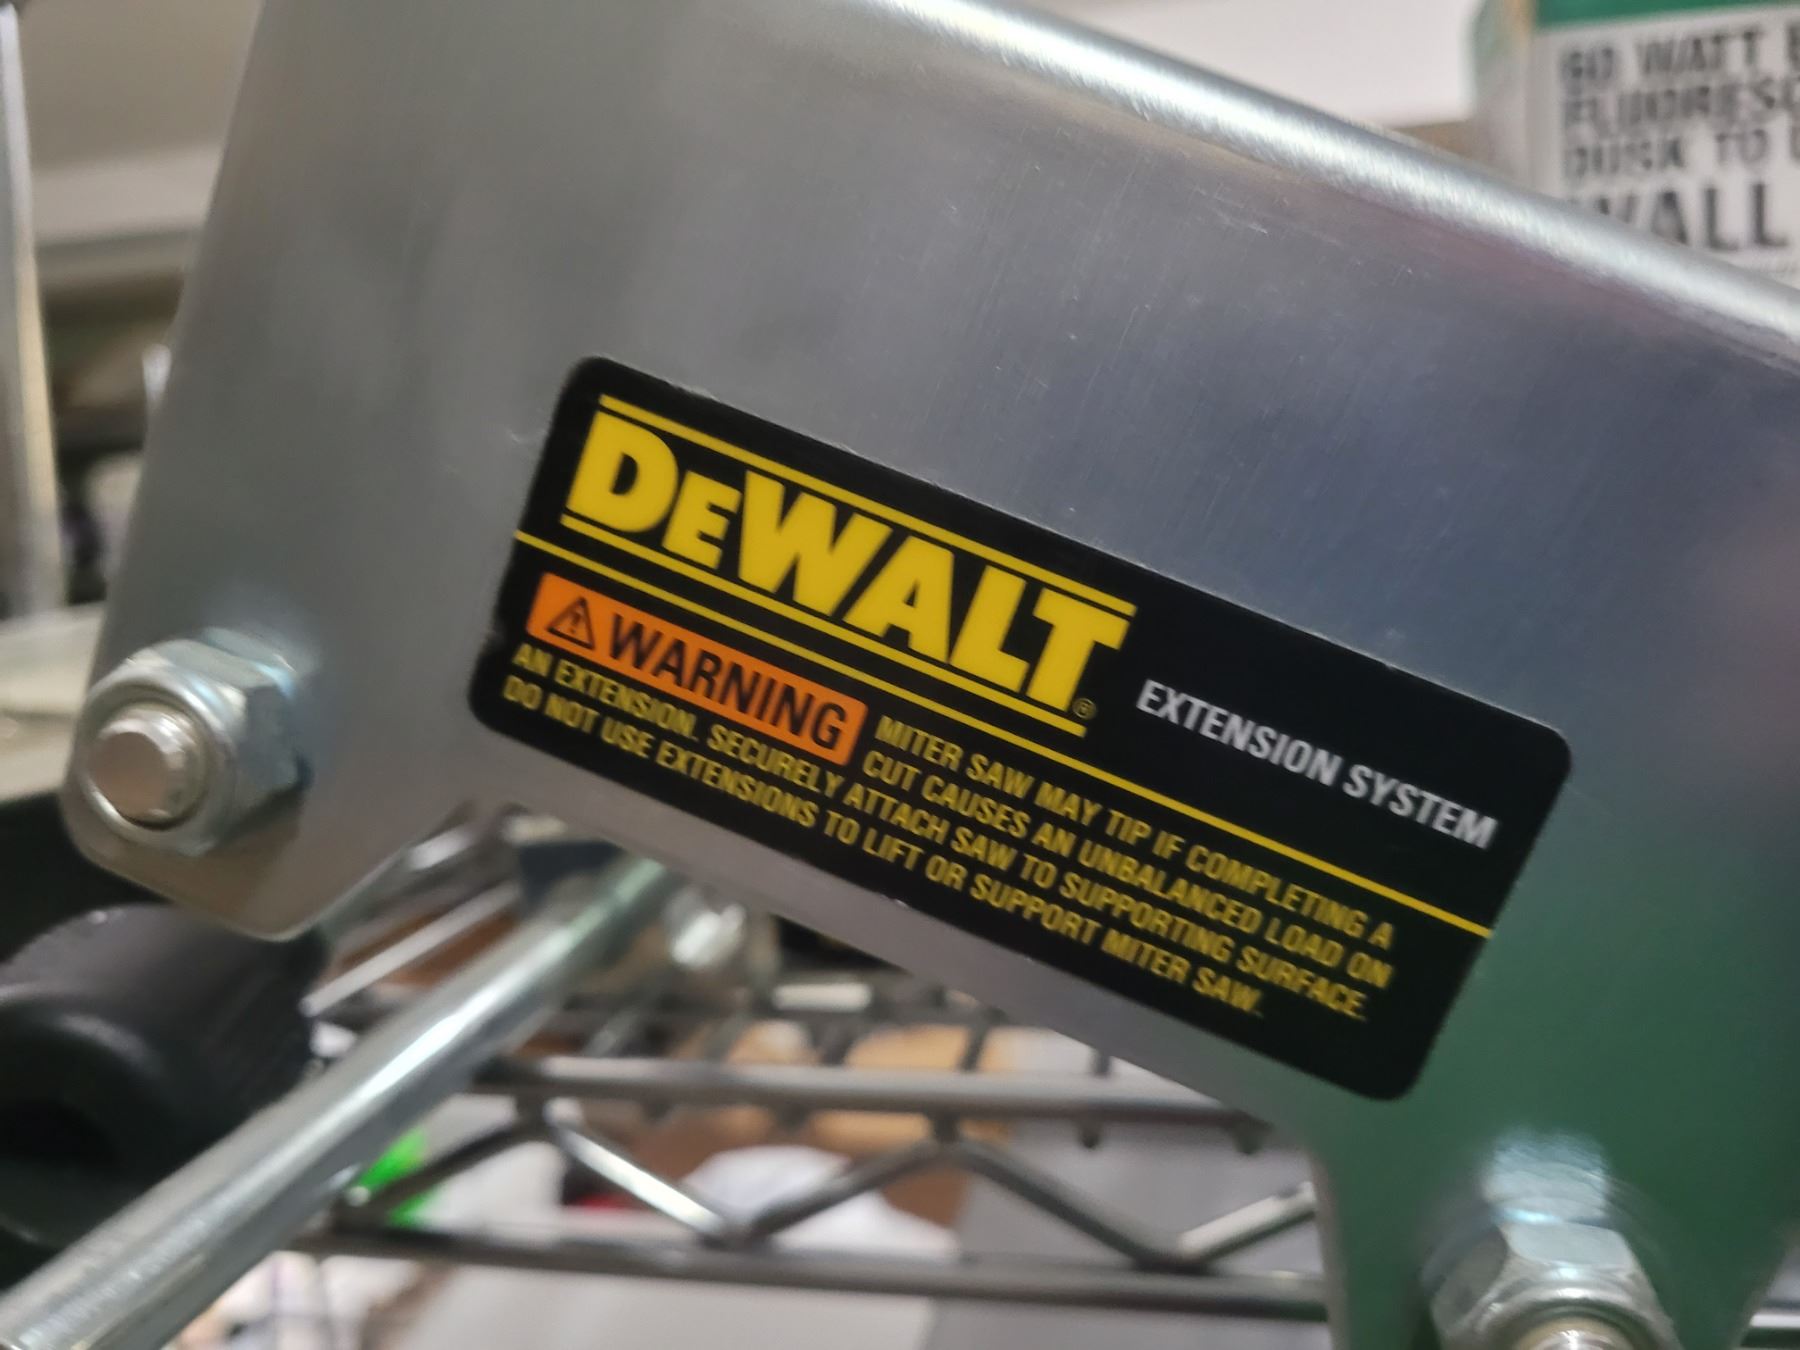 DEWALT®
EXTENSION SYSTEM
WARNING
MITER SAW MAY TIP IF COMPLETING A
CUT CAUSES AN UNBALANCED LOAD ON
AN EXTENSION. SECURELY ATTACH SAW TO SUPPORTING SURFACE.
DO NOT USE EXTENSIONS TO LIFT OR SUPPORT MITER SAW.
60 WATT
DUSK TO
WALL